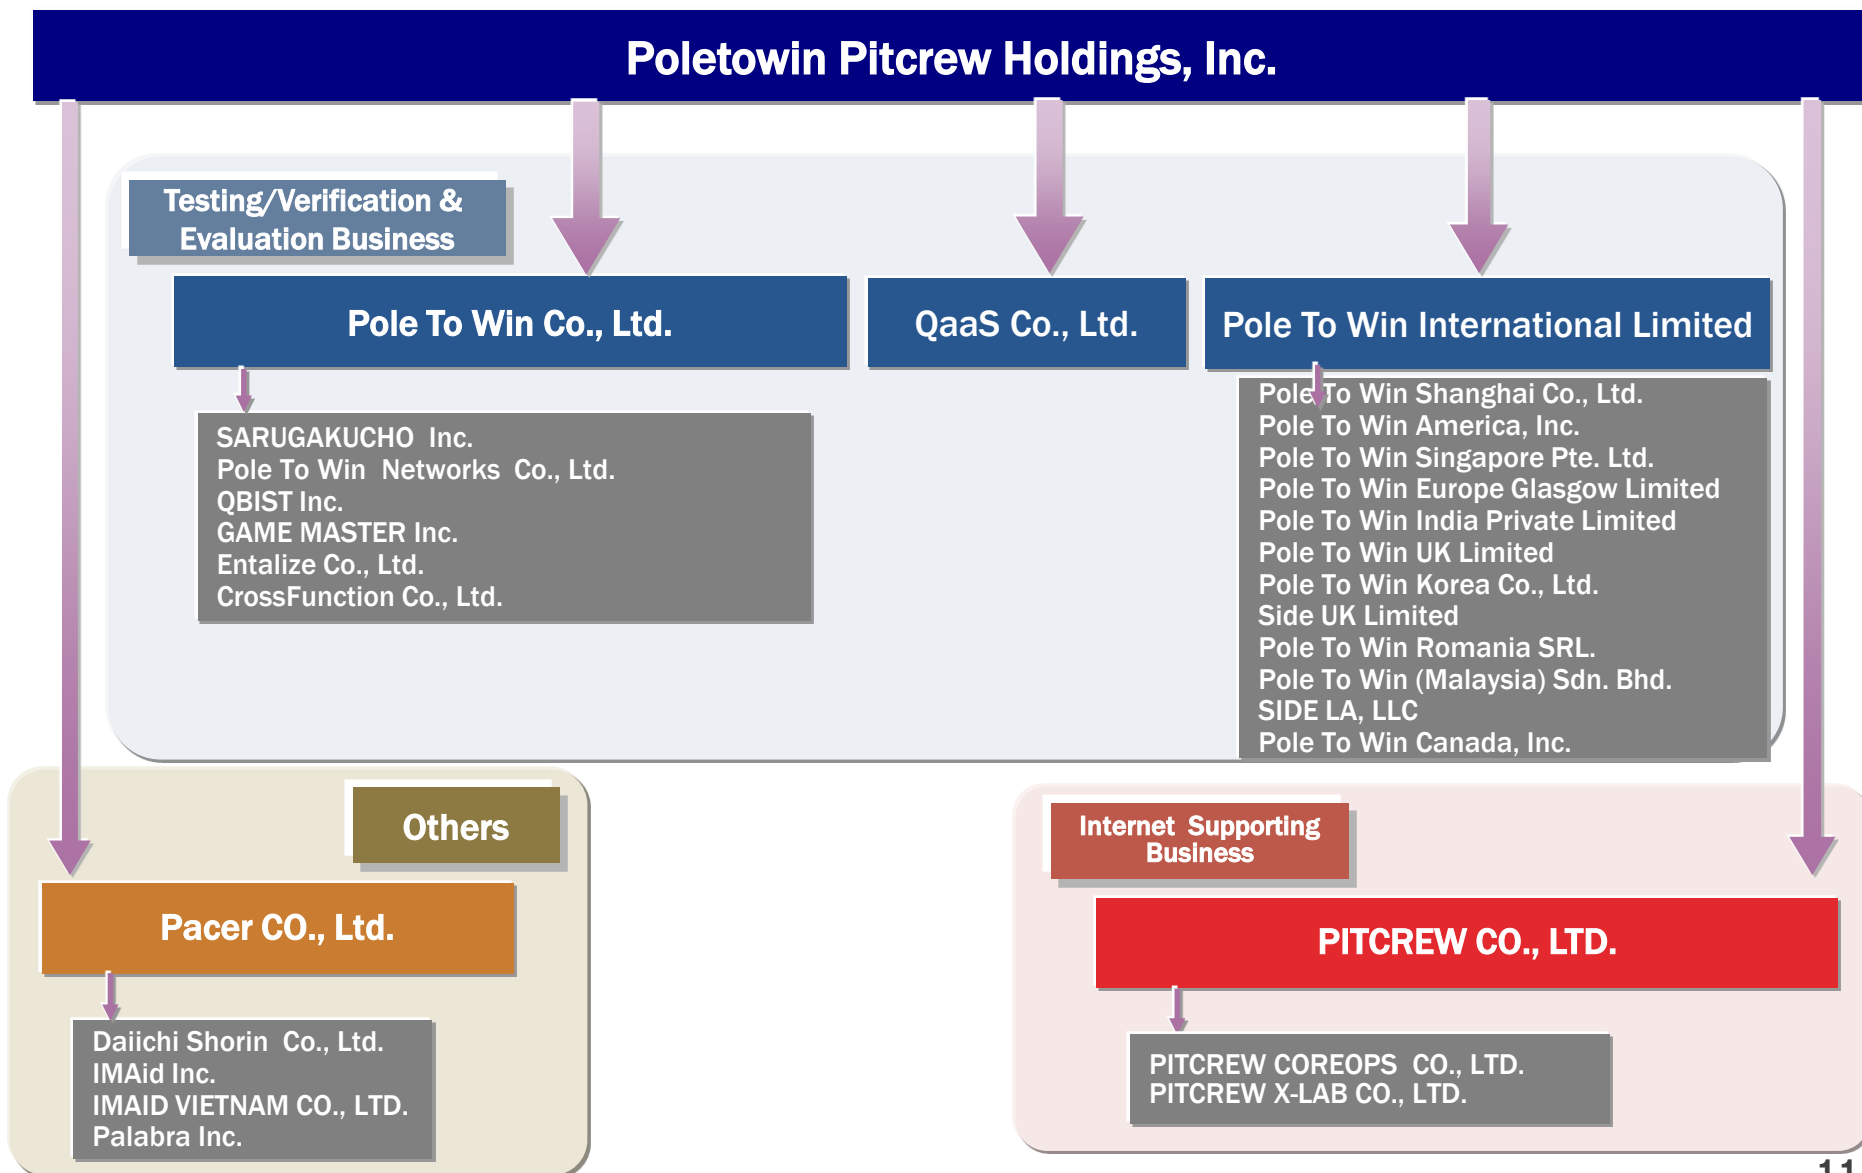 Poletowin Pitcrew Holdings, Inc.
Testing/Verification &
Evaluation Business
Pole To Win Co., Ltd.
QaaS Co., Ltd.
Pole To Win International Limited
SARUGAKUCHO Inc.
Pole To Win Networks Co., Ltd.
QBIST Inc.
GAME MASTER Inc.
Entalize Co., Ltd.
CrossFunction Co., Ltd.
Pole To Win Shanghai Co., Ltd.
Pole To Win America, Inc.
Pole To Win Singapore Pte. Ltd.
Pole To Win Europe Glasgow Limited
Pole To Win India Private Limited
Pole To Win UK Limited
Pole To Win Korea Co., Ltd.
Side UK Limited
Pole To Win Romania SRL.
Pole To Win (Malaysia) Sdn. Bhd.
SIDE LA, LLC
Pole To Win Canada, Inc.
Others
Pacer CO., Ltd.
Daiichi Shorin Co., Ltd.
IMAid Inc.
IMAID VIETNAM CO., LTD.
Palabra Inc.
Internet Supporting
Business
PITCREW CO., LTD.
PITCREW COREOPS CO., LTD.
PITCREW X-LAB CO., LTD.
11